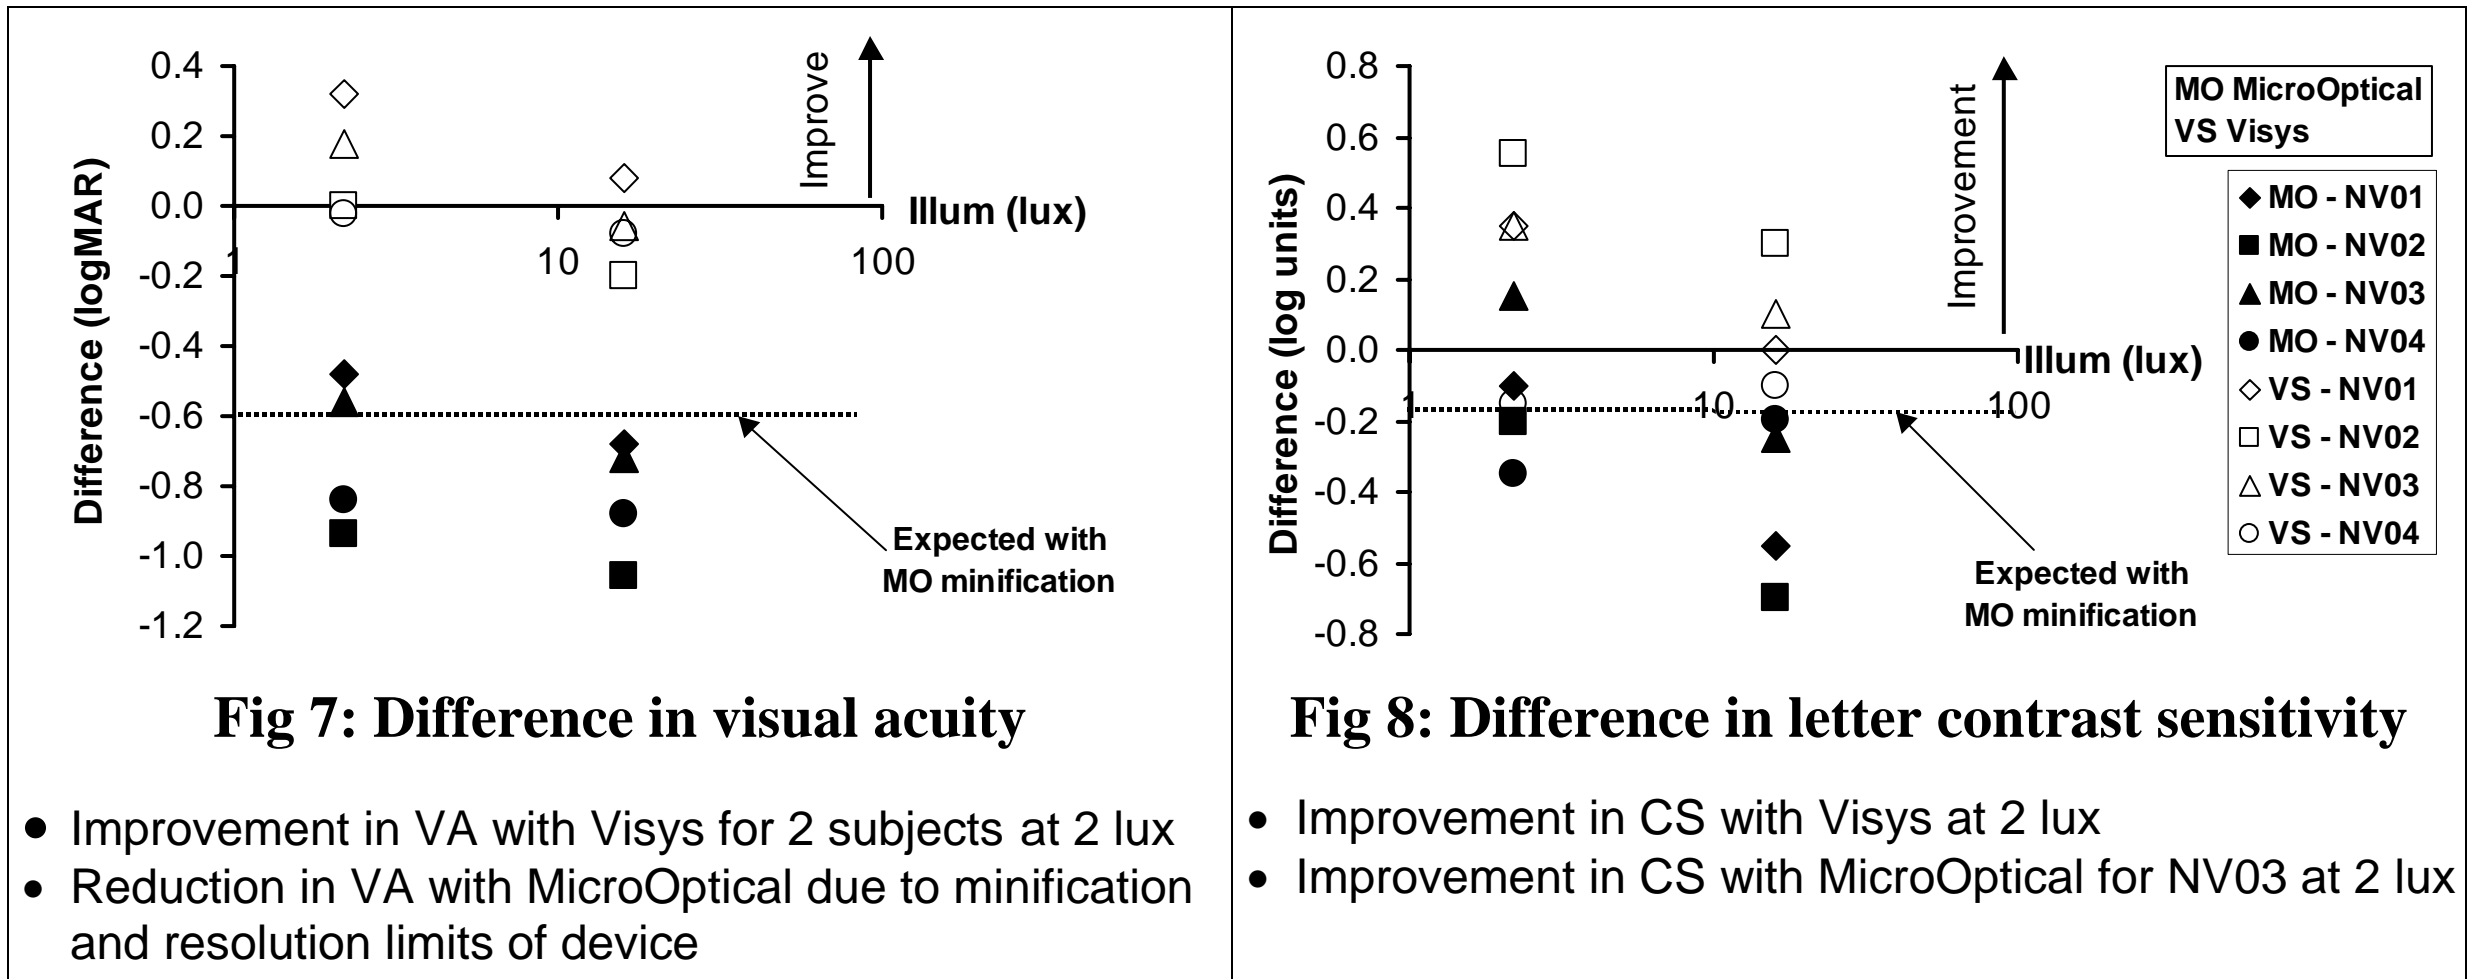 0.4
0.2
0.0
-0.2
-0.4
-0.6
-0.8
-1.0
-1.2
Difference (logMAR)
1
10
100
Illum (lux)
Improve
Expected with
MO minification
Fig 7: Difference in visual acuity
• Improvement in VA with Visys for 2 subjects at 2 lux
• Reduction in VA with MicroOptical due to minification
and resolution limits of device
0.8
0.6
0.4
0.2
0.0
-0.2
-0.4
-0.6
-0.8
Difference (log units)
1
10
100
Illum (lux)
Improvement
Expected with
MO minification
MO MicroOptical
VS Visys
MO - NV01
MO - NV02
MO - NV03
MO - NV04
VS - NV01
VS - NV02
VS - NV03
VS - NV04
Fig 8: Difference in letter contrast sensitivity
• Improvement in CS with Visys at 2 lux
• Improvement in CS with MicroOptical for NV03 at 2 lux